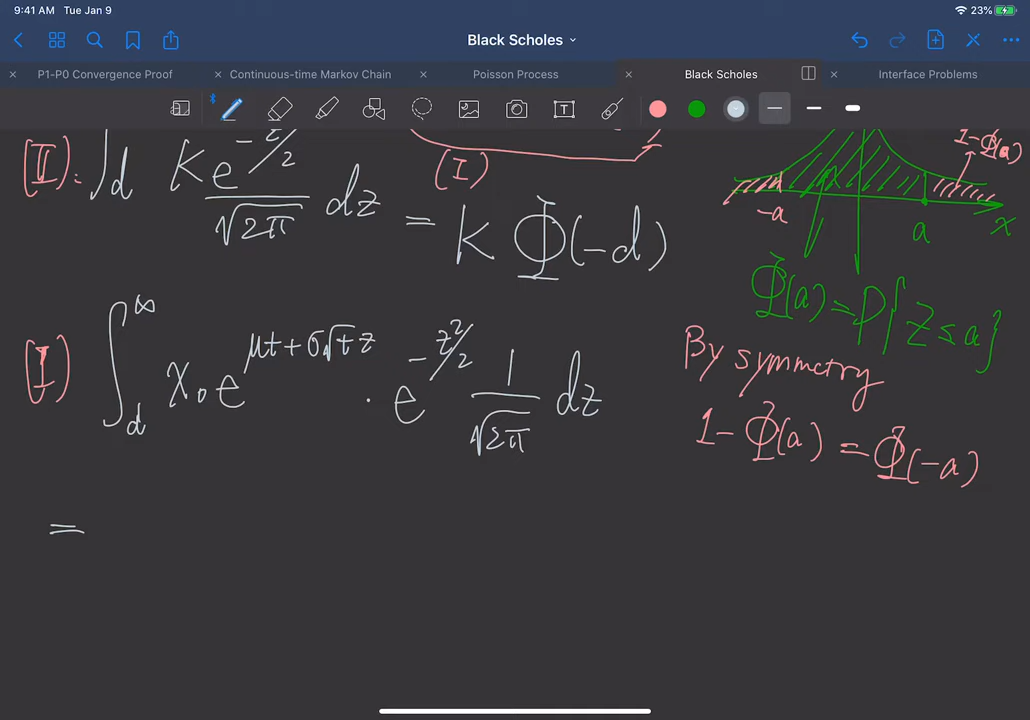 9:41 AM Tue Jan 9
23%
Black Scholes
P1-P0 Convergence Proof
Continuous-time Markov Chain
Poisson Process
Black Scholes
Interface Problems
(II): ∫d K e^{-z²/2} / √2π dz = K Φ(-d)
(I)
1-Φ(a)
-a
a
x
Φ(a) = P{Z ≤ a}
(I) ∫_d^∞ x₀ e^{μt+σ√t z} · e^{-z²/2} 1/√2π dz
By symmetry
1-Φ(a) = Φ(-a)
=